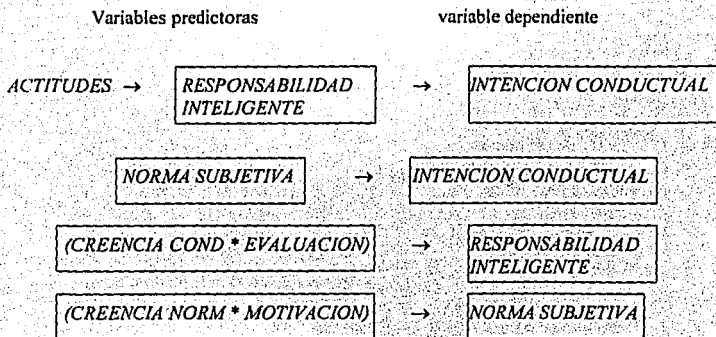 Variables predictoras variable dependiente
ACTITUDES → RESPONSABILIDAD INTELIGENTE → INTENCION CONDUCTUAL
NORMA SUBJETIVA → INTENCION CONDUCTUAL
(CREENCIA COND * EVALUACION) → RESPONSABILIDAD INTELIGENTE
(CREENCIA NORM * MOTIVACION) → NORMA SUBJETIVA